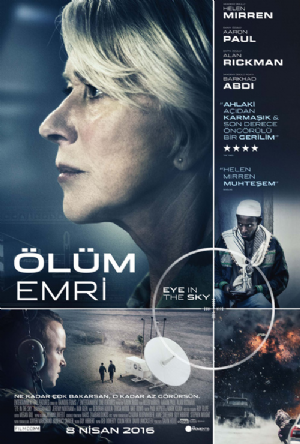 HELEN
MIRREN
AARON
PAUL
ALAN
RICKMAN
BARKHAD
ABDI
"AHLAKİ
AÇIDAN
KARMAŞIK &
SON DERECE
ÖNGÖRÜLÜ
BİR GERİLİM"
★★★★
"HELEN
MIRREN
MUHTEŞEM"
ÖLÜM
EMRİ
EYE IN
THE SKY
NE KADAR ÇOK BAKARSAN, O KADAR AZ GÖRÜRSÜN.
8 NİSAN 2016